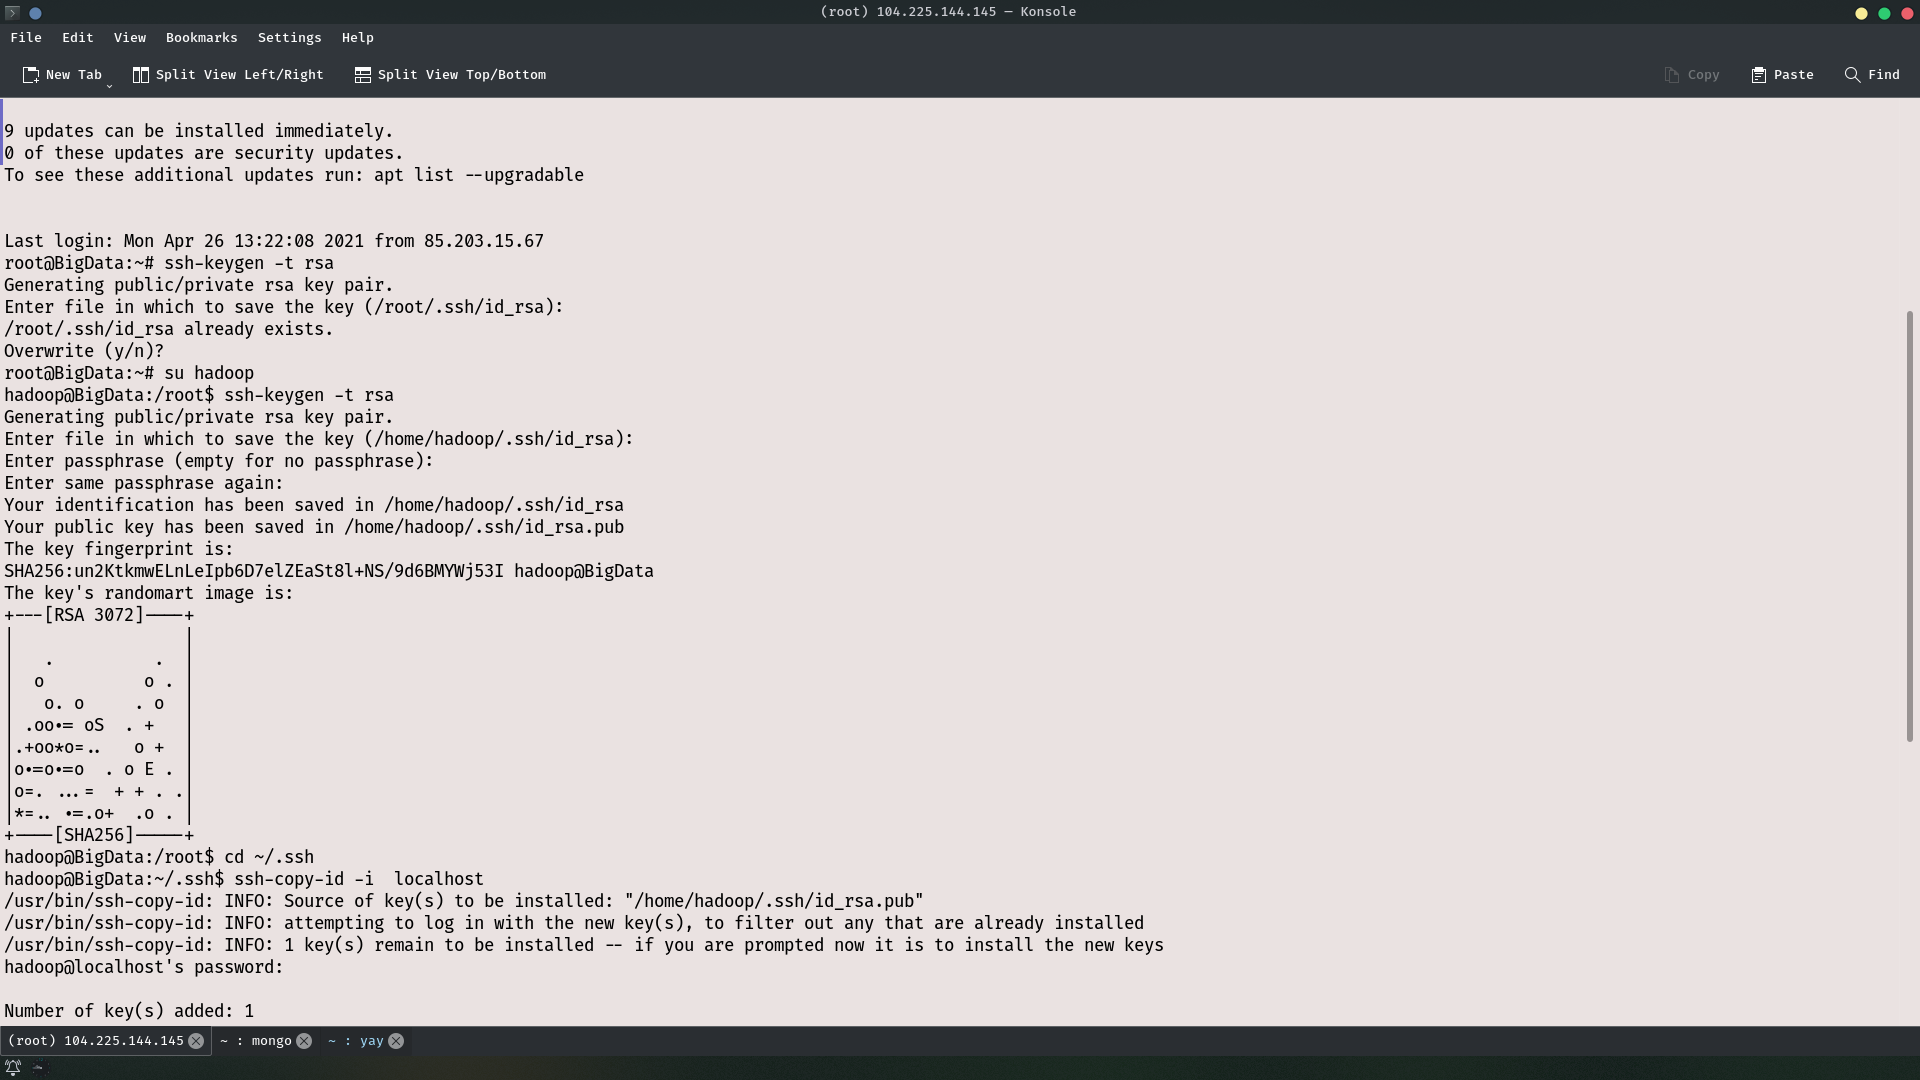 (root) 104.225.144.145 — Konsole
File Edit View Bookmarks Settings Help
New Tab Split View Left/Right Split View Top/Bottom Copy Paste Find
9 updates can be installed immediately.
0 of these updates are security updates.
To see these additional updates run: apt list --upgradable
Last login: Mon Apr 26 13:22:08 2021 from 85.203.15.67
root@BigData:~# ssh-keygen -t rsa
Generating public/private rsa key pair.
Enter file in which to save the key (/root/.ssh/id_rsa):
/root/.ssh/id_rsa already exists.
Overwrite (y/n)?
root@BigData:~# su hadoop
hadoop@BigData:/root$ ssh-keygen -t rsa
Generating public/private rsa key pair.
Enter file in which to save the key (/home/hadoop/.ssh/id_rsa):
Enter passphrase (empty for no passphrase):
Enter same passphrase again:
Your identification has been saved in /home/hadoop/.ssh/id_rsa
Your public key has been saved in /home/hadoop/.ssh/id_rsa.pub
The key fingerprint is:
SHA256:un2KtkmwELnLeIpb6D7elZEaSt8l+NS/9d6BMYWj53I hadoop@BigData
The key's randomart image is:
+---[RSA 3072]----+
|                 |
|   .          .  |
|  o          o . |
|   o. o     . o  |
| .oo*= oS  . +   |
|.+oo*o=..   o +  |
|o*=o*=o  . o E . |
|o=. ...=  + + . .|
|*=.. *=.o+  .o . |
+----[SHA256]-----+
hadoop@BigData:/root$ cd ~/.ssh
hadoop@BigData:~/.ssh$ ssh-copy-id -i  localhost
/usr/bin/ssh-copy-id: INFO: Source of key(s) to be installed: "/home/hadoop/.ssh/id_rsa.pub"
/usr/bin/ssh-copy-id: INFO: attempting to log in with the new key(s), to filter out any that are already installed
/usr/bin/ssh-copy-id: INFO: 1 key(s) remain to be installed -- if you are prompted now it is to install the new keys
hadoop@localhost's password:
Number of key(s) added: 1
(root) 104.225.144.145 ~ : mongo ~ : yay